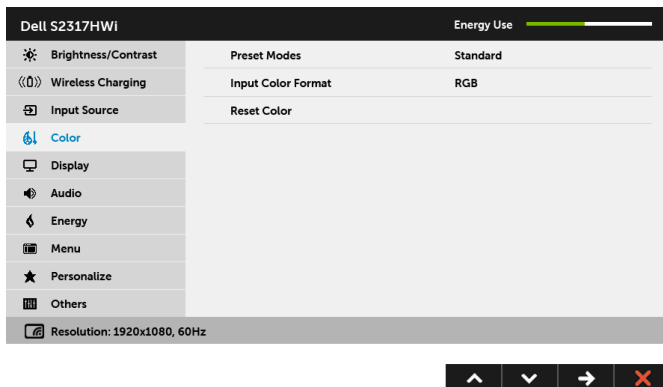 Dell S2317HWi
Energy Use
Brightness/Contrast
Wireless Charging
Input Source
Color
Display
Audio
Energy
Menu
Personalize
Others
Preset Modes
Standard
Input Color Format
RGB
Reset Color
Resolution: 1920x1080, 60Hz